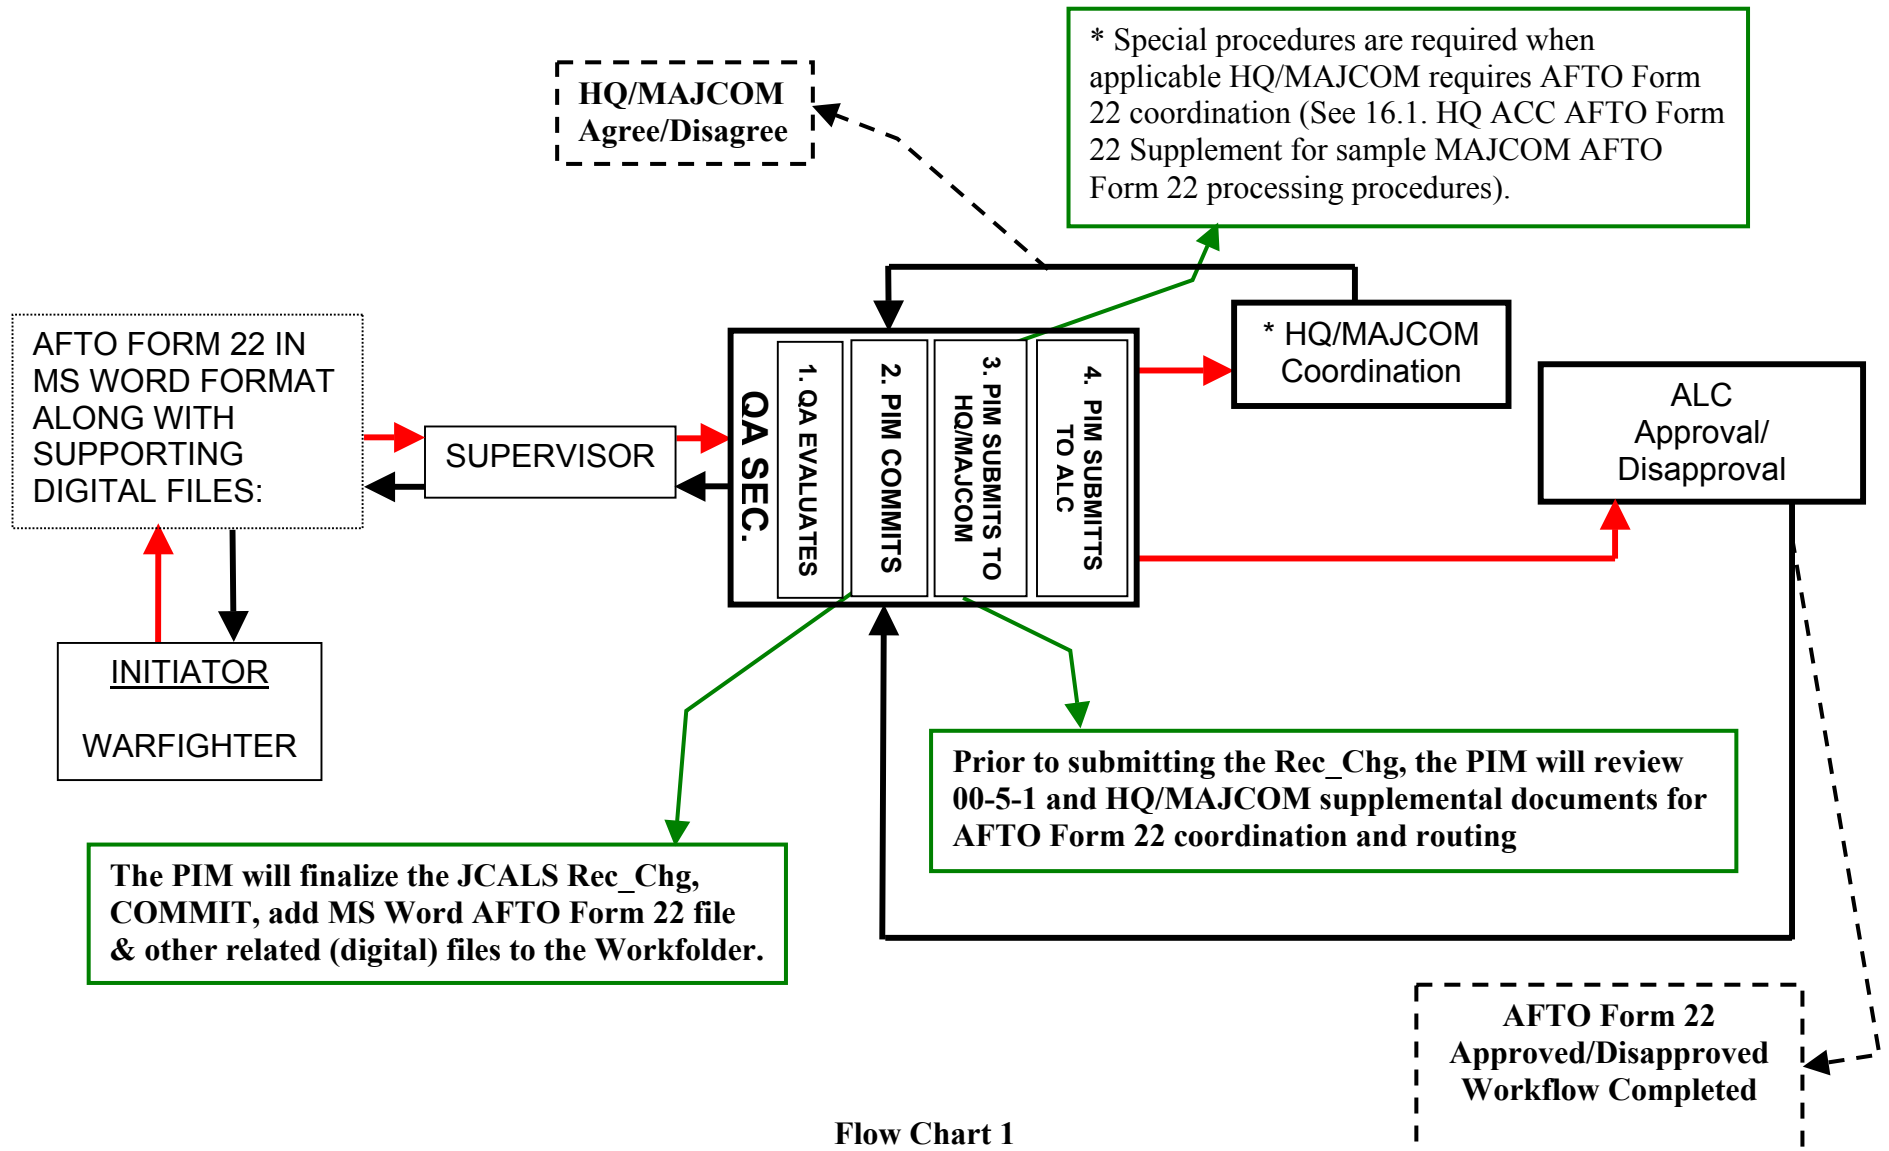 * Special procedures are required when
applicable HQ/MAJCOM requires AFTO Form
22 coordination (See 16.1. HQ ACC AFTO Form
22 Supplement for sample MAJCOM AFTO
Form 22 processing procedures).
HQ/MAJCOM
Agree/Disagree
AFTO FORM 22 IN
MS WORD FORMAT
ALONG WITH
SUPPORTING
DIGITAL FILES:
SUPERVISOR
QA SEC.
1. QA EVALUATES
2. PIM COMMITS
3. PIM SUBMITS TO
HQ/MAJCOM
4. PIM SUBMITTS
TO ALC
* HQ/MAJCOM
Coordination
ALC
Approval/
Disapproval
INITIATOR
WARFIGHTER
Prior to submitting the Rec_Chg, the PIM will review
00-5-1 and HQ/MAJCOM supplemental documents for
AFTO Form 22 coordination and routing
The PIM will finalize the JCALS Rec_Chg,
COMMIT, add MS Word AFTO Form 22 file
& other related (digital) files to the Workfolder.
AFTO Form 22
Approved/Disapproved
Workflow Completed
Flow Chart 1